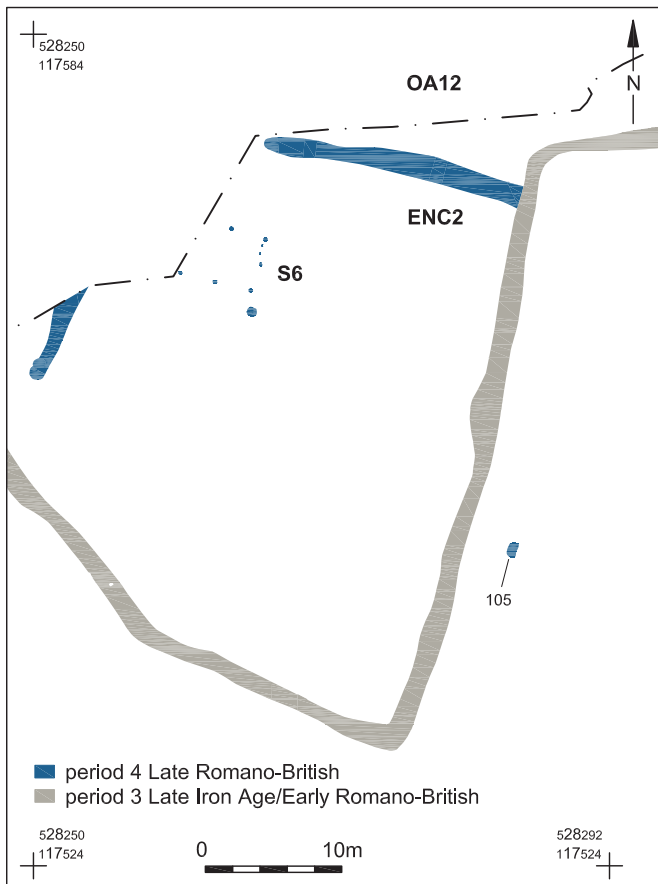 528250
117584
OA12
N
ENC2
S6
105
period 4 Late Romano-British
period 3 Late Iron Age/Early Romano-British
528250
117524
0 10m
528292
117524